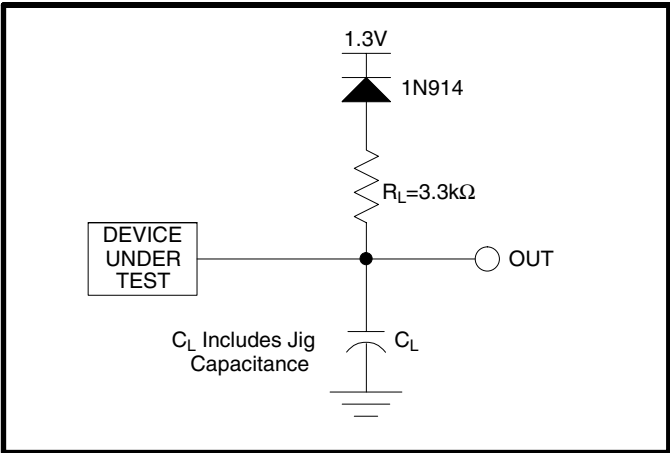 1.3V
1N914
R_L=3.3kΩ
DEVICE
UNDER
TEST
OUT
C_L Includes Jig
Capacitance
C_L